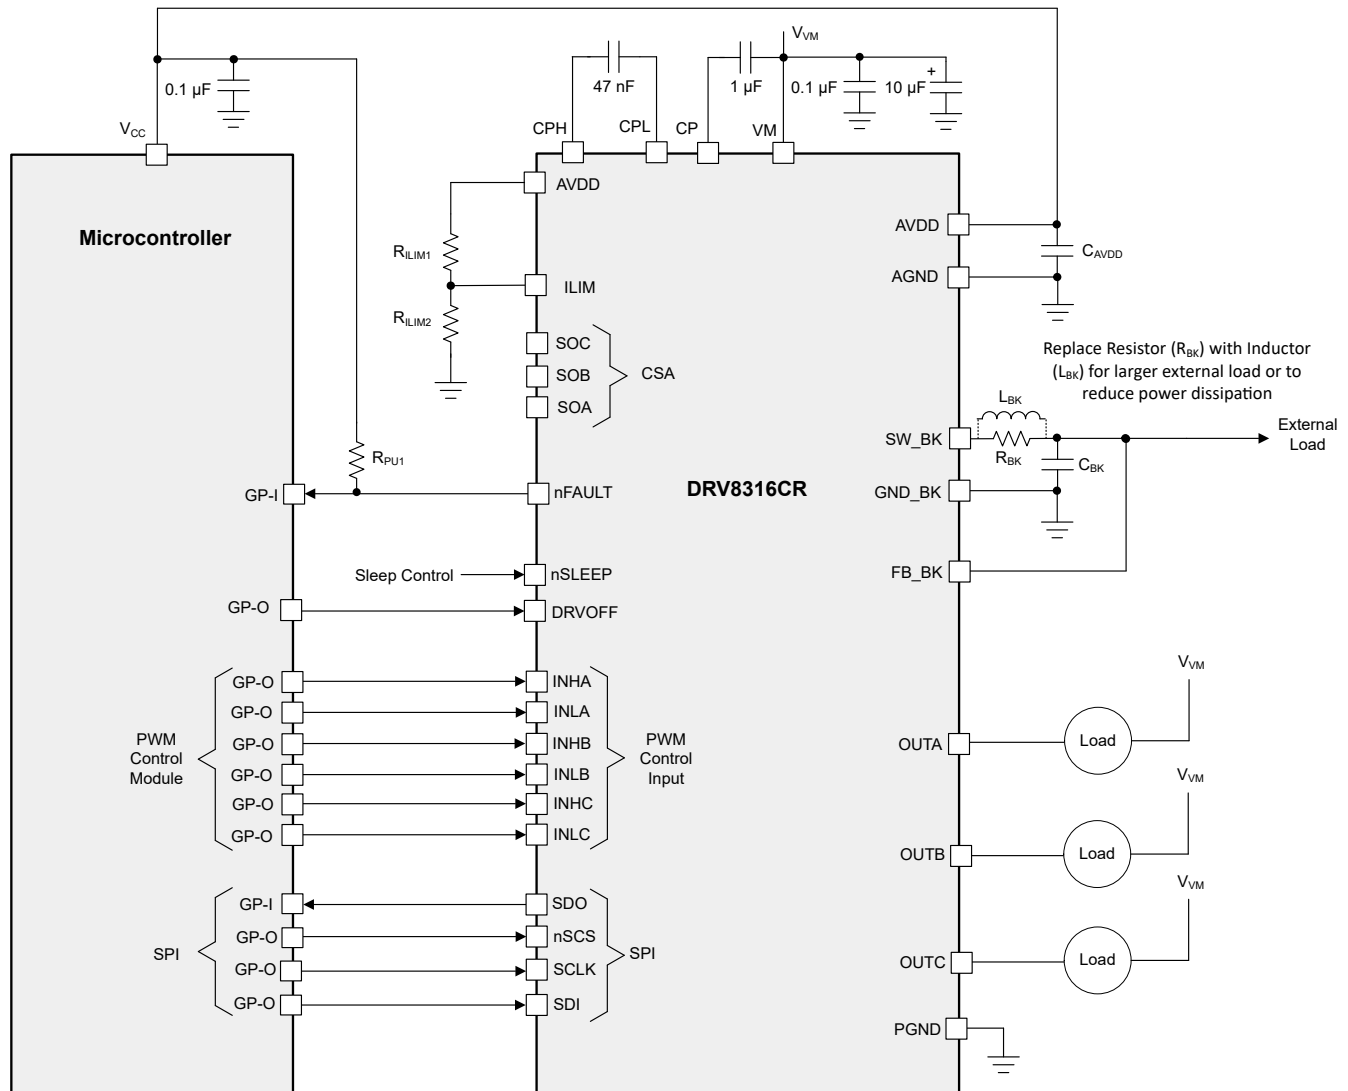 V_VM
0.1 µF
47 nF
1 µF
0.1 µF
+
10 µF
V_CC
CPH
CPL
CP
VM
AVDD
Microcontroller
R_ILIM1
ILIM
R_ILIM2
AVDD
C_AVDD
AGND
SOC
SOB
SOA
CSA
Replace Resistor (R_BK) with Inductor
(L_BK) for larger external load or to
reduce power dissipation
L_BK
SW_BK
R_BK
C_BK
External
Load
R_PU1
GP-I
nFAULT
DRV8316CR
GND_BK
Sleep Control
nSLEEP
FB_BK
GP-O
DRVOFF
PWM
Control
Module
GP-O
GP-O
GP-O
GP-O
GP-O
GP-O
INHA
INLA
INHB
INLB
INHC
INLC
PWM
Control
Input
V_VM
OUTA
Load
V_VM
OUTB
Load
V_VM
OUTC
Load
SPI
GP-I
GP-O
GP-O
GP-O
SDO
nSCS
SCLK
SDI
SPI
PGND